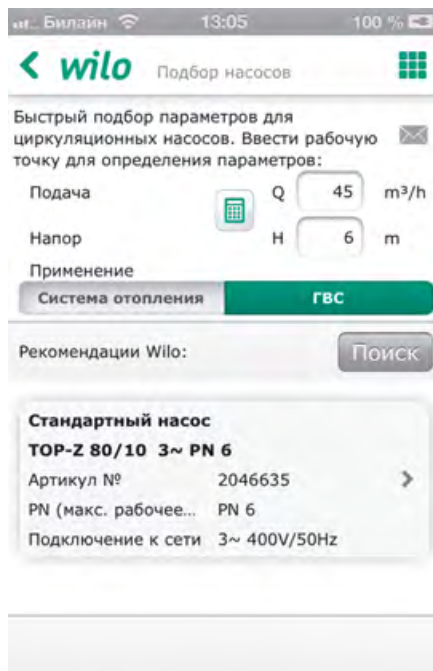 Билайн 13:05 100 %
wilo Подбор насосов
Быстрый подбор параметров для
циркуляционных насосов. Ввести рабочую
точку для определения параметров:
Подача Q 45 m³/h
Напор H 6 m
Применение
Система отопления ГВС
Рекомендации Wilo: Поиск
Стандартный насос
TOP-Z 80/10 3~ PN 6
Артикул № 2046635
PN (макс. рабочее... PN 6
Подключение к сети 3~ 400V/50Hz